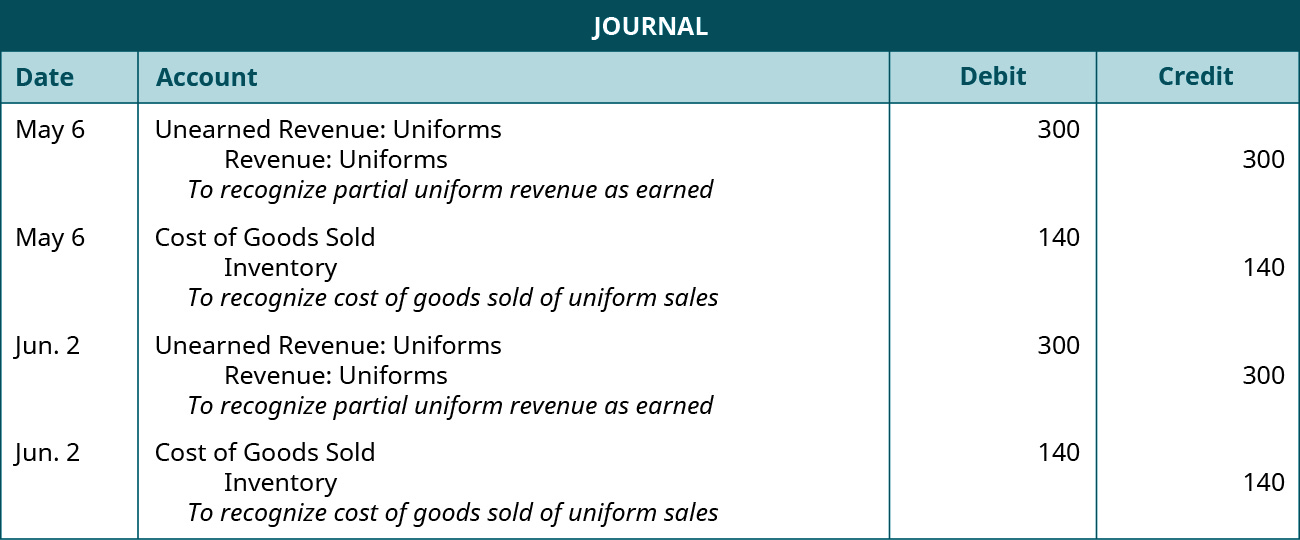 JOURNAL
Date Account Debit Credit
May 6 Unearned Revenue: Uniforms 300
Revenue: Uniforms 300
To recognize partial uniform revenue as earned
May 6 Cost of Goods Sold 140
Inventory 140
To recognize cost of goods sold of uniform sales
Jun. 2 Unearned Revenue: Uniforms 300
Revenue: Uniforms 300
To recognize partial uniform revenue as earned
Jun. 2 Cost of Goods Sold 140
Inventory 140
To recognize cost of goods sold of uniform sales